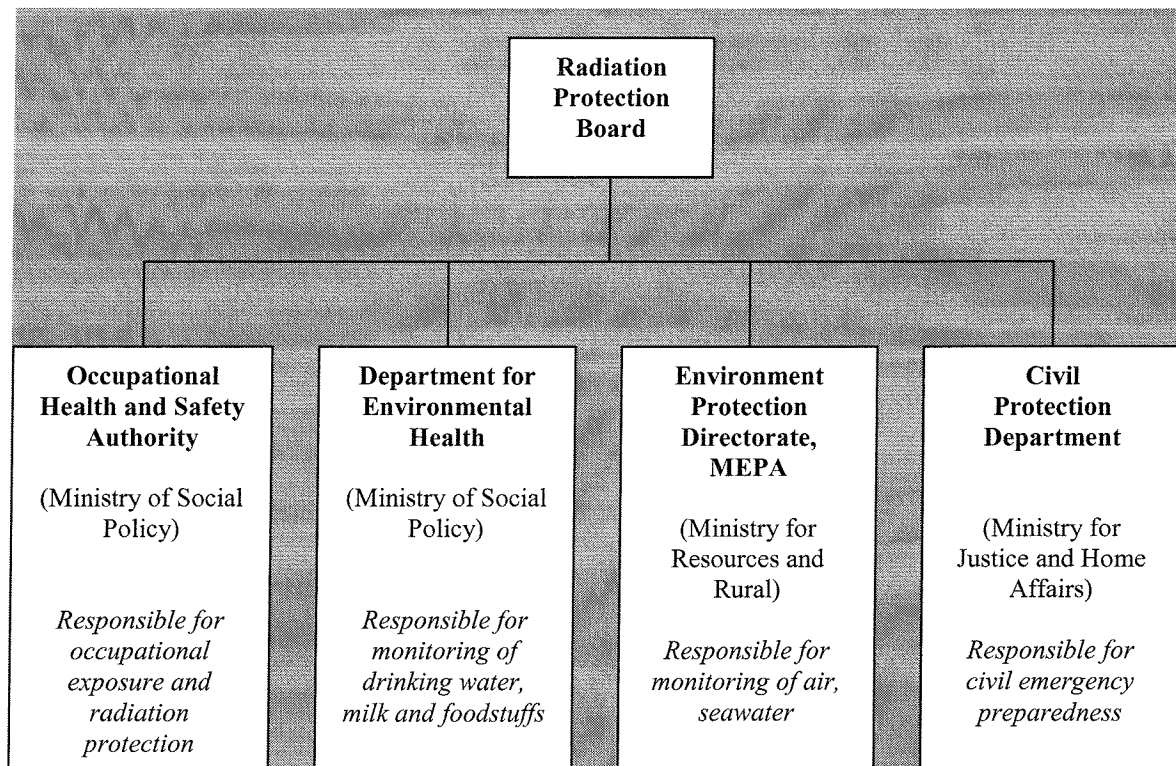 Radiation
Protection
Board
Occupational
Health and Safety
Authority
(Ministry of Social
Policy)
Responsible for
occupational
exposure and
radiation
protection
Department for
Environmental
Health
(Ministry of Social
Policy)
Responsible for
monitoring of
drinking water,
milk and foodstuffs
Environment
Protection
Directorate,
MEPA
(Ministry for
Resources and
Rural)
Responsible for
monitoring of air,
seawater
Civil
Protection
Department
(Ministry for
Justice and Home
Affairs)
Responsible for
civil emergency
preparedness